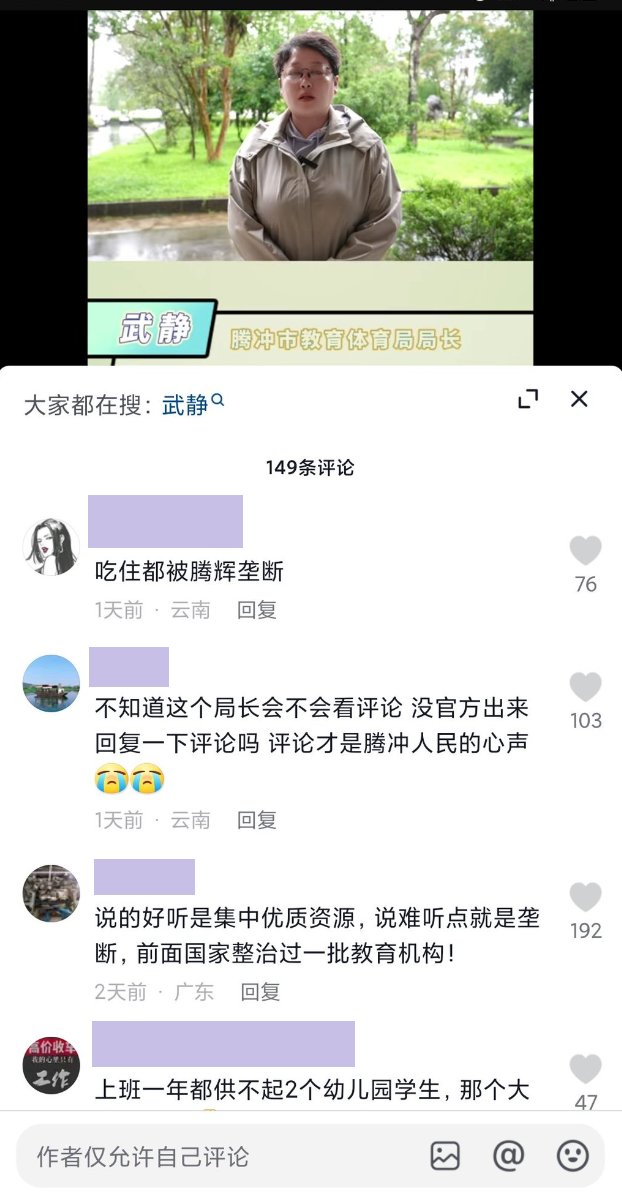 武静
腾冲市教育体育局局长
大家都在搜：武静
149条评论
吃住都被腾辉垄断
76
1天前 · 云南 回复
不知道这个局长会不会看评论 没官方出来
103
回复一下评论吗 评论才是腾冲人民的心声
😭😭
1天前 · 云南 回复
说的好听是集中优质资源，说难听点就是垄
192
断，前面国家整治过一批教育机构！
2天前 · 广东 回复
高价收车
我的心里只有
工作
上班一年都供不起2个幼儿园学生，那个大
47
作者仅允许自己评论
@